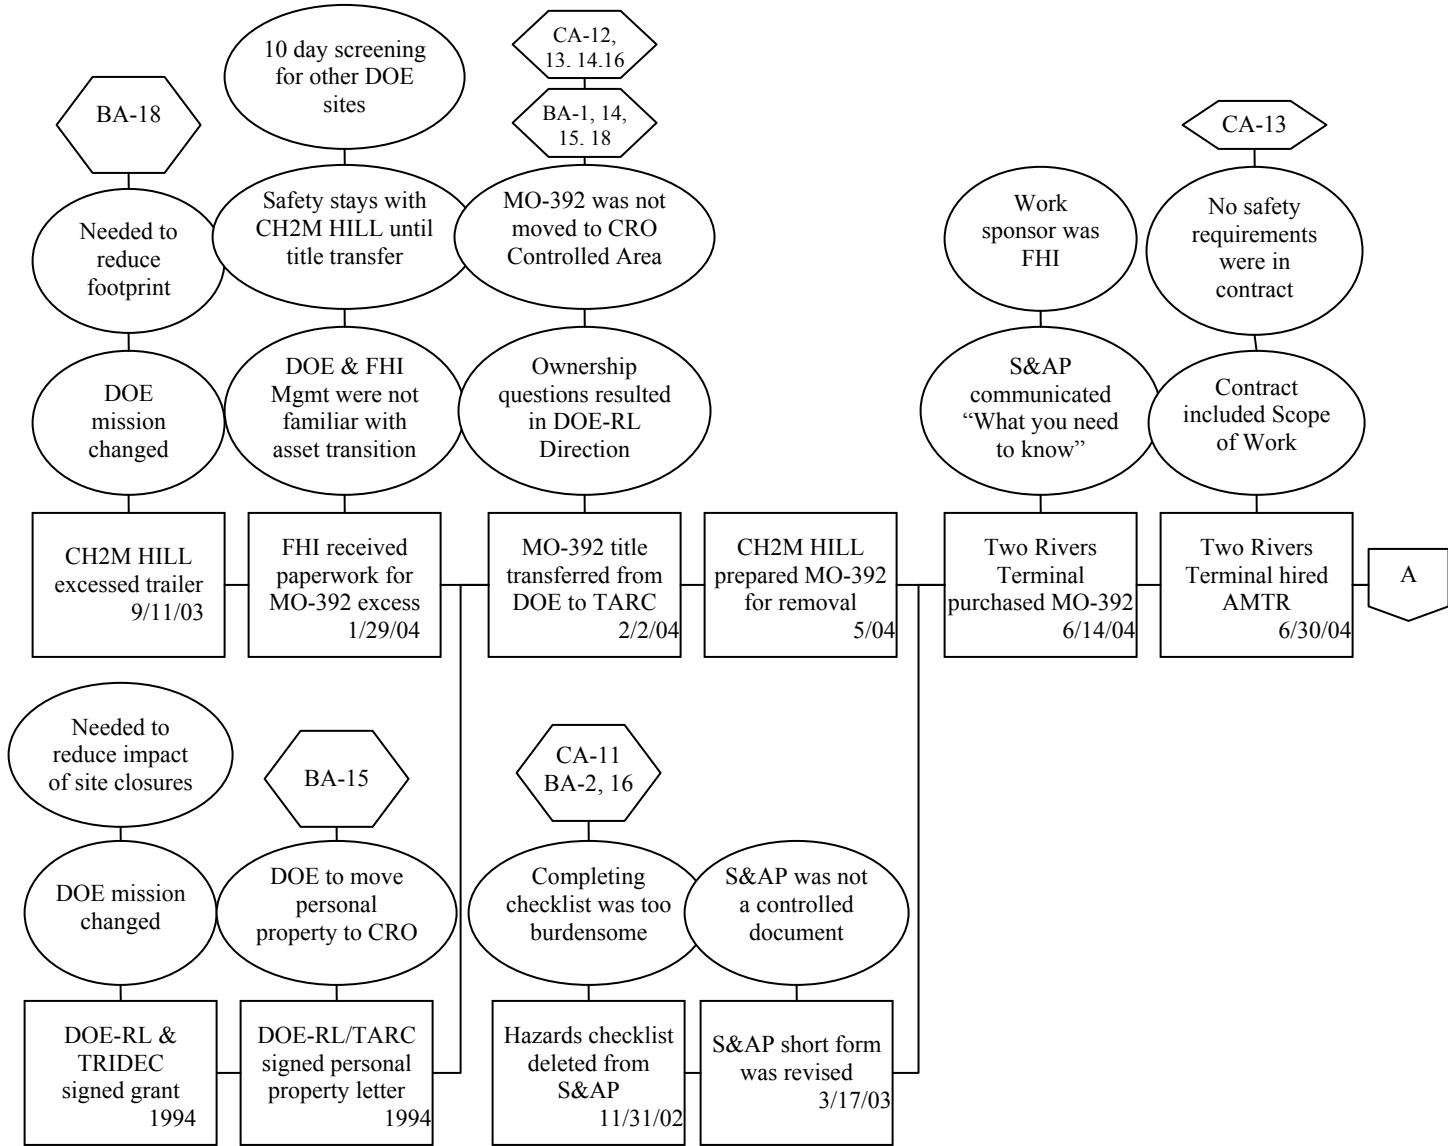 BA-18
Needed to
reduce
footprint
DOE
mission
changed
CH2M HILL
excessed trailer
9/11/03
10 day screening
for other DOE
sites
Safety stays with
CH2M HILL until
title transfer
DOE & FHI
Mgmt were not
familiar with
asset transition
FHI received
paperwork for
MO-392 excess
1/29/04
CA-12,
13, 14,16
BA-1, 14,
15, 18
MO-392 was not
moved to CRO
Controlled Area
Ownership
questions resulted
in DOE-RL
Direction
MO-392 title
transferred from
DOE to TARC
2/2/04
CH2M HILL
prepared MO-392
for removal
5/04
Work
sponsor was
FHI
S&AP
communicated
“What you need
to know”
Two Rivers
Terminal
purchased MO-392
6/14/04
CA-13
No safety
requirements
were in
contract
Contract
included Scope
of Work
Two Rivers
Terminal hired
AMTR
6/30/04
A
Needed to
reduce impact
of site closures
DOE mission
changed
DOE-RL &
TRIDEC
signed grant
1994
BA-15
DOE to move
personal
property to CRO
DOE-RL/TARC
signed personal
property letter
1994
CA-11
BA-2, 16
Completing
checklist was too
burdensome
Hazards checklist
deleted from
S&AP
11/31/02
S&AP was not
a controlled
document
S&AP short form
was revised
3/17/03